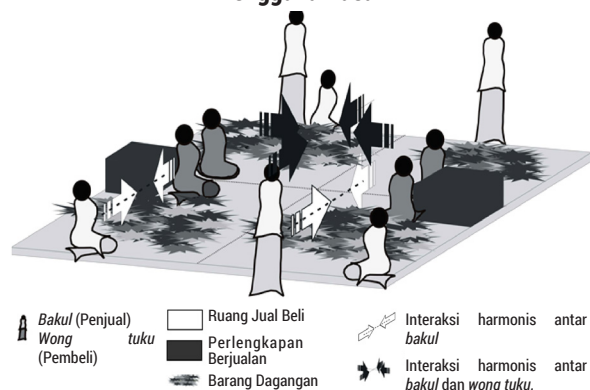 Bakul (Penjual)
Wong tuku
(Pembeli)
Ruang Jual Beli
Perlengkapan
Berjualan
Barang Dagangan
Interaksi harmonis antar
bakul
Interaksi harmonis antar
bakul dan wong tuku.